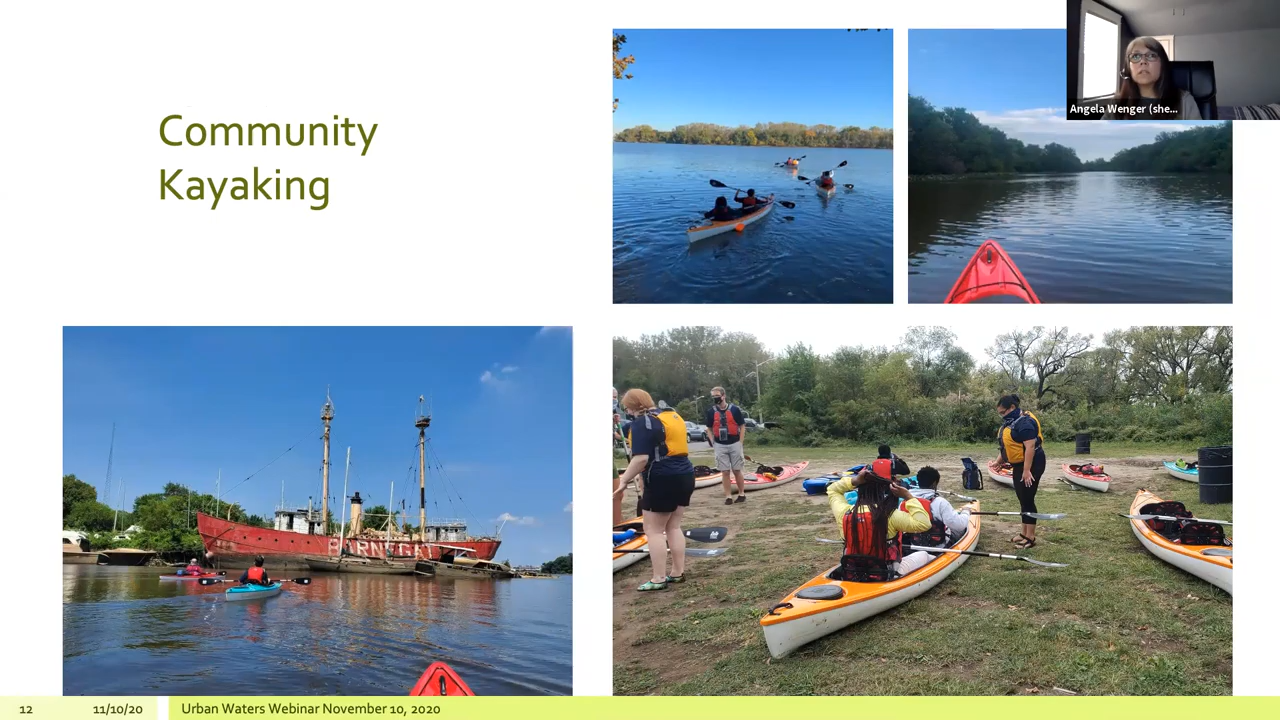 Community
Kayaking
Angela Wenger (she...
BARNEGAT
12
11/10/20
Urban Waters Webinar November 10, 2020